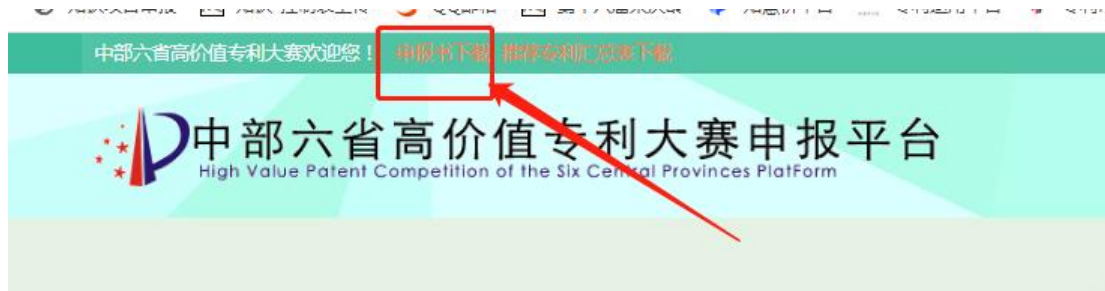 中部六省高价值专利大赛欢迎您! 申报书下载 推荐专利汇总表下载
中部六省高价值专利大赛申报平台
High Value Patent Competition of the Six Central Provinces PlatForm